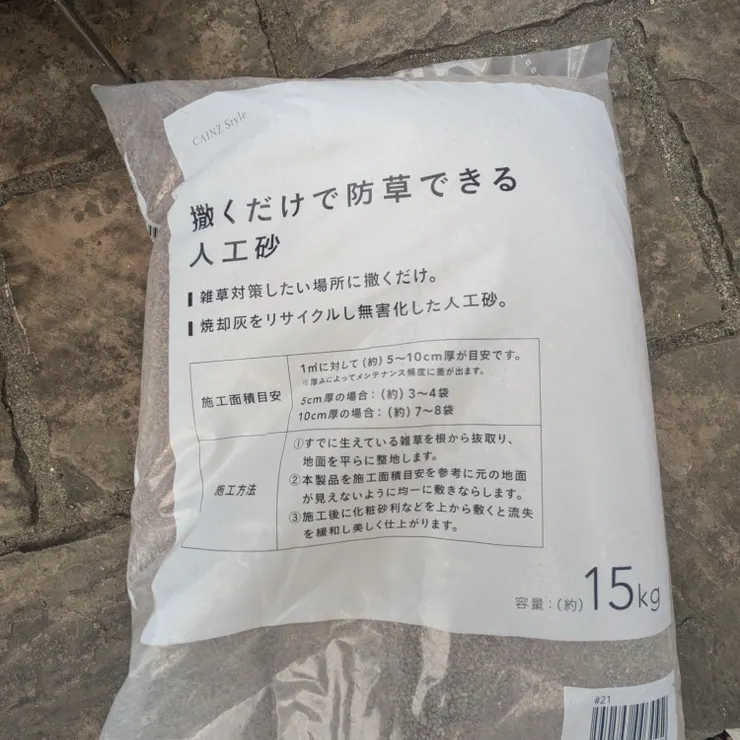 CAINZ Style
撒くだけで防草できる
人工砂
雑草対策したい場所に撒くだけ。
焼却灰をリサイクルし無害化した人工砂。
施工面積目安
1㎡に対して（約）5～10cm厚が目安です。
※厚みによってメンテナンス頻度に差が出ます。
5cm厚の場合：（約）3～4袋
10cm厚の場合：（約）7～8袋
施工方法
①すでに生えている雑草を根から抜取り、
地面を平らに整地します。
②本製品を施工面積目安を参考に元の地面
が見えないように均一に敷きならします。
③施工後に化粧砂利などを上から敷くと流失
を緩和し美しく仕上がります。
容量：（約）15kg
#21